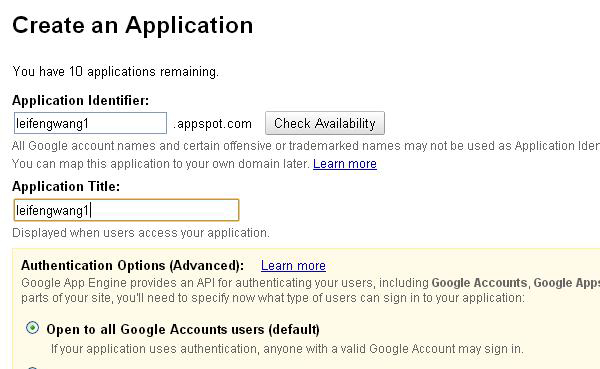 Create an Application
You have 10 applications remaining.
Application Identifier:
leifengwang1 .appspot.com Check Availability
All Google account names and certain offensive or trademarked names may not be used as Application Iden
You can map this application to your own domain later. Learn more
Application Title:
leifengwang1
Displayed when users access your application.
Authentication Options (Advanced): Learn more
Google App Engine provides an API for authenticating your users, including Google Accounts, Google Apps
parts of your site, you'll need to specify now what type of users can sign in to your application:
Open to all Google Accounts users (default)
If your application uses authentication, anyone with a valid Google Account may sign in.